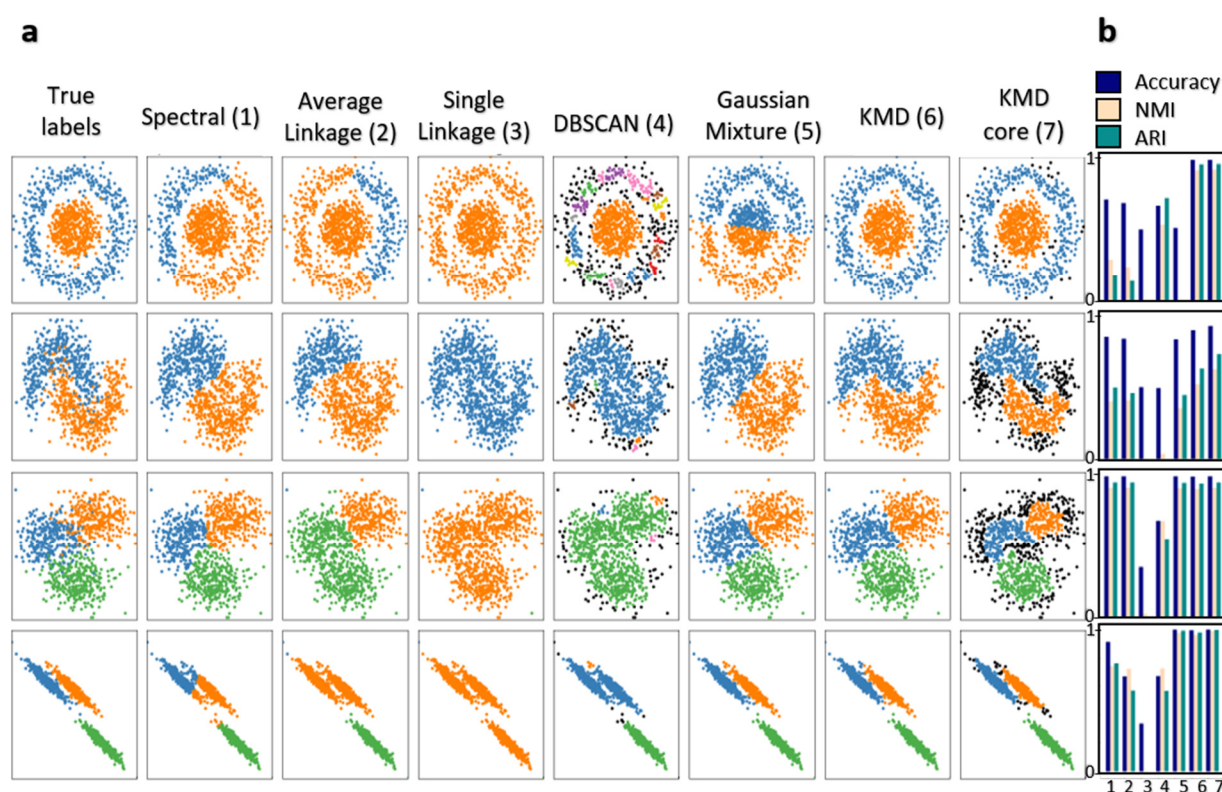 a
b
True
labels
Spectral (1)
Average
Linkage (2)
Single
Linkage (3)
DBSCAN (4)
Gaussian
Mixture (5)
KMD (6)
KMD
core (7)
Accuracy
NMI
ARI
1
0
1
0
1
0
1
0
1 2 3 4 5 6 7